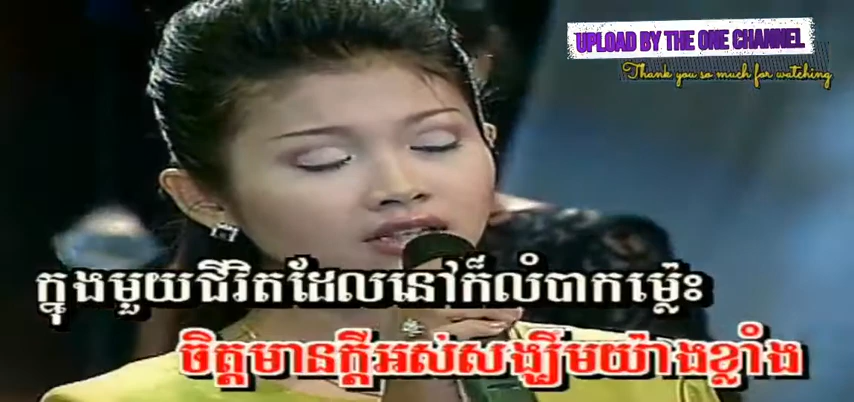 UPLOAD BY THE ONE CHANNEL
Thank you so much for watching
ក្នុងមួយជីវិតដែលនៅក៏លំបាកម្ល៉េះ
ចិត្តមានក្ដីអស់សង្ឃឹមយ៉ាងខ្លាំង